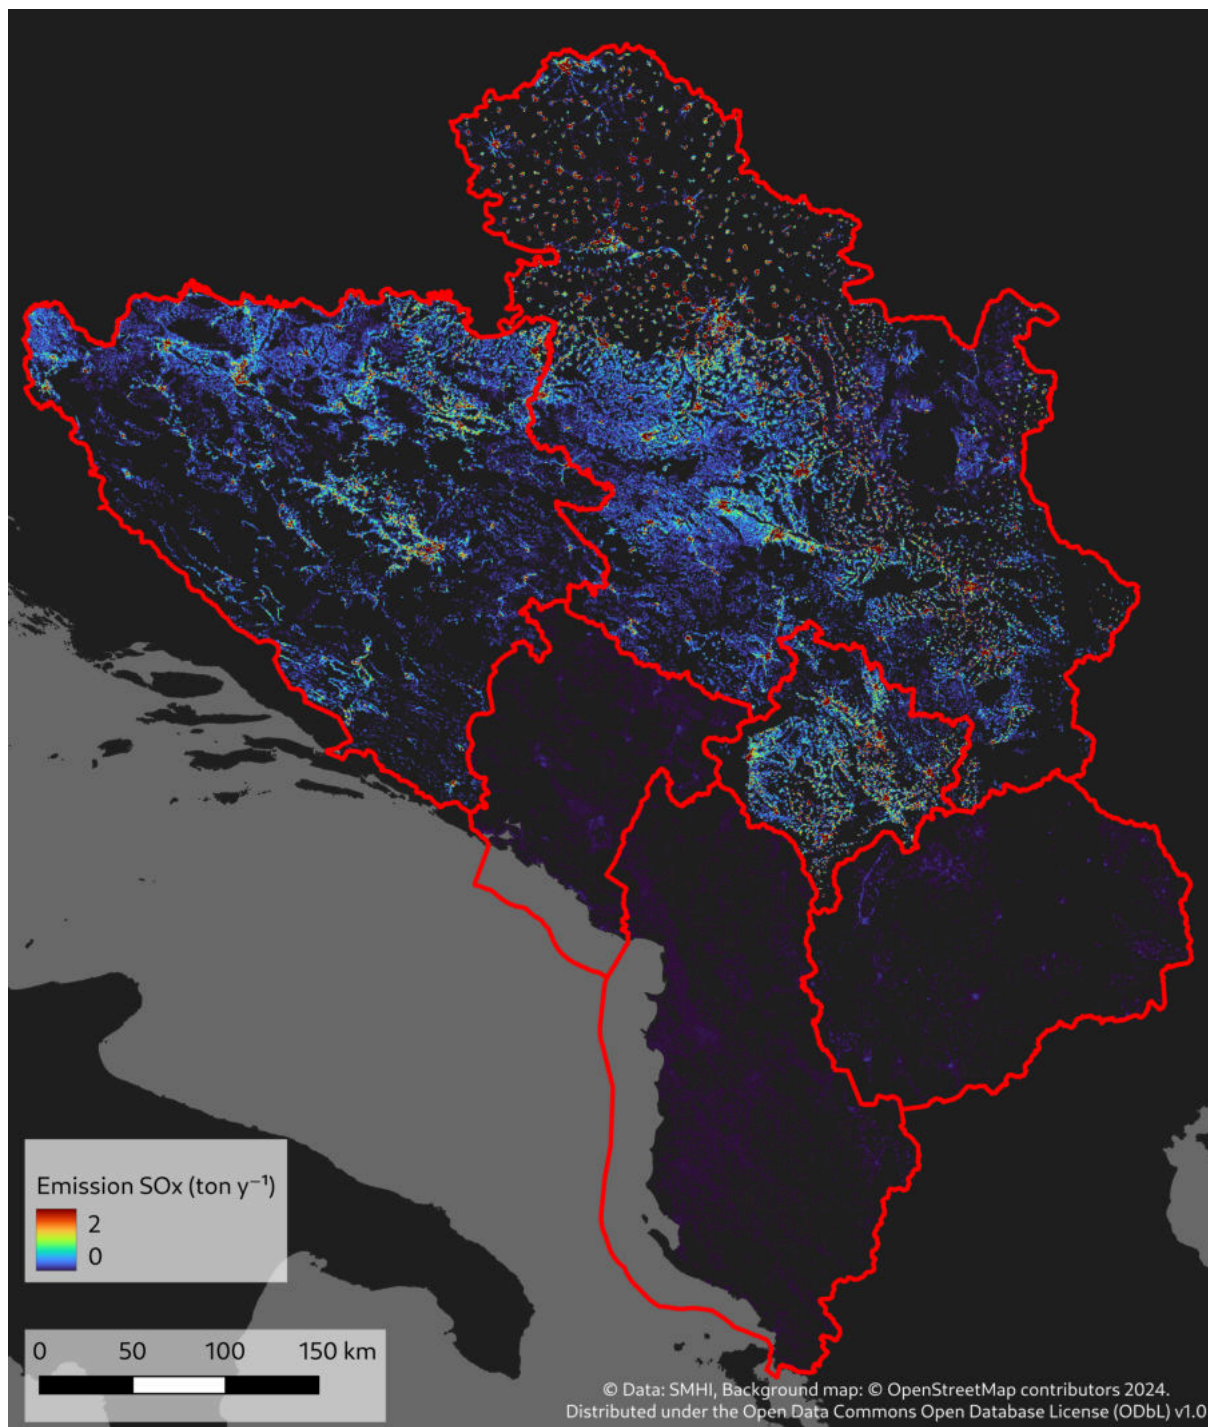 Emission SOx (ton y⁻¹)
2
0
0 50 100 150 km
© Data: SMHI, Background map: © OpenStreetMap contributors 2024.
Distributed under the Open Data Commons Open Database License (ODbL) v1.0